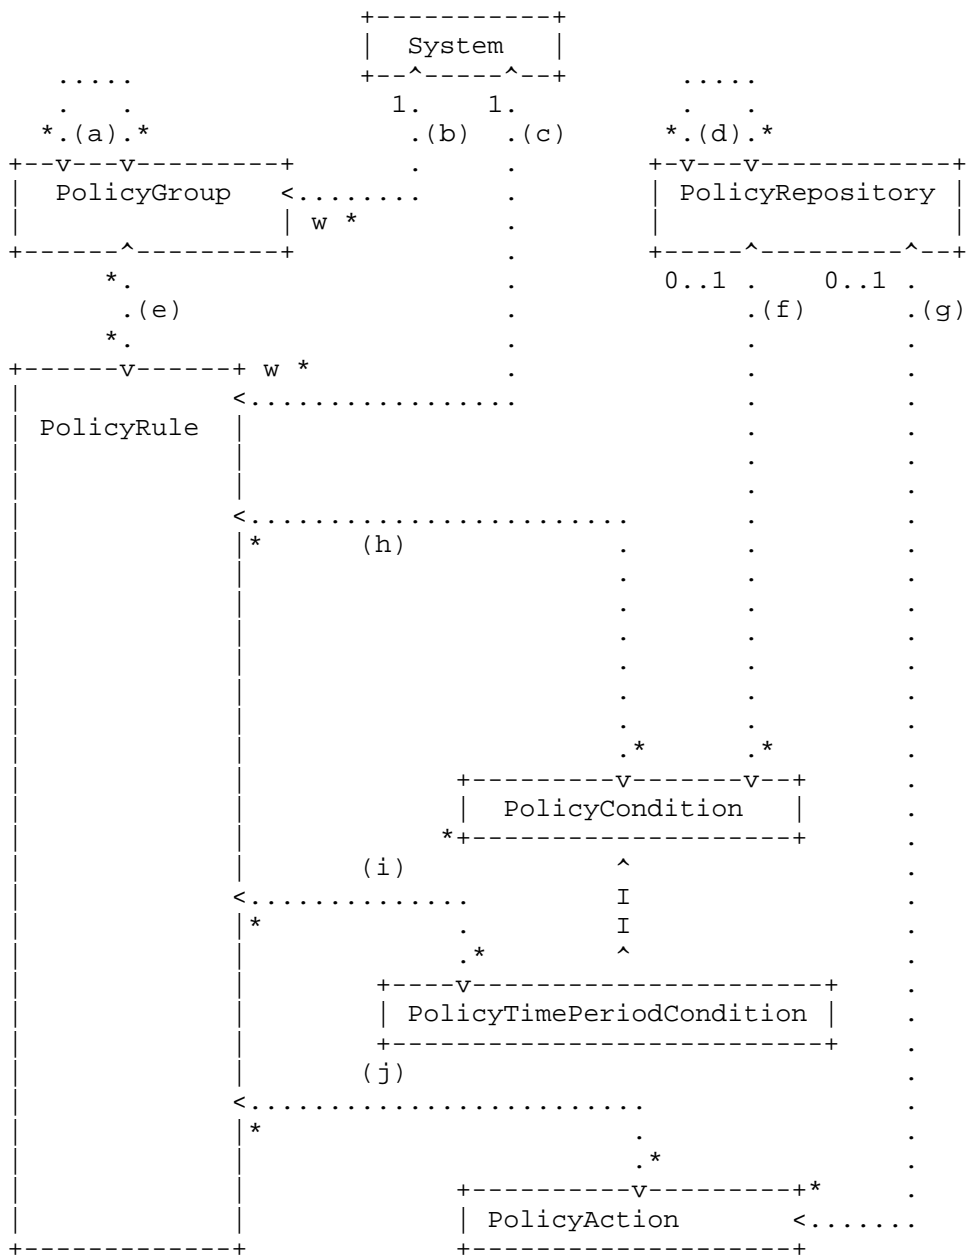 +-----------+
|  System   |
.....                  +--^-----^--+       .....
.   .                    1.    1.          .   .
*.(a).*                   .(b)  .(c)      *.(d).*
+--v---v---------+          .     .        +-v---v------------+
|  PolicyGroup   <........        .        | PolicyRepository |
|                | w *            .        |                  |
+------^---------+                .        +-----^---------^--+
*.                         .         0..1 .    0..1 .
.(e)                      .              .(f)      .(g)
*.                         .              .         .
+------v------+ w *               .              .         .
|             <.................                 .         .
| PolicyRule  |                                  .         .
|             |                                  .         .
|             |                                  .         .
|             <........................          .         .
|             |*      (h)             .          .         .
|             |                       .          .         .
|             |                       .          .         .
|             |                       .          .         .
|             |                       .          .         .
|             |                       .          .         .
|             |                       .          .         .
|             |                       .*         .*        .
|             |             +---------v-------v--+         .
|             |             |  PolicyCondition   |         .
|             |            *+--------------------+         .
|             |       (i)             ^                    .
|             <..............         I                    .
|             |*            .         I                    .
|             |             .*        ^                    .
|             |        +----v----------------------+       .
|             |        | PolicyTimePeriodCondition |       .
|             |        +---------------------------+       .
|             |       (j)                                  .
|             <.........................                   .
|             |*                       .                   .
|             |                        .*                  .
|             |             +----------v---------+*        .
|             |             | PolicyAction       <.......
+-------------+             +--------------------+